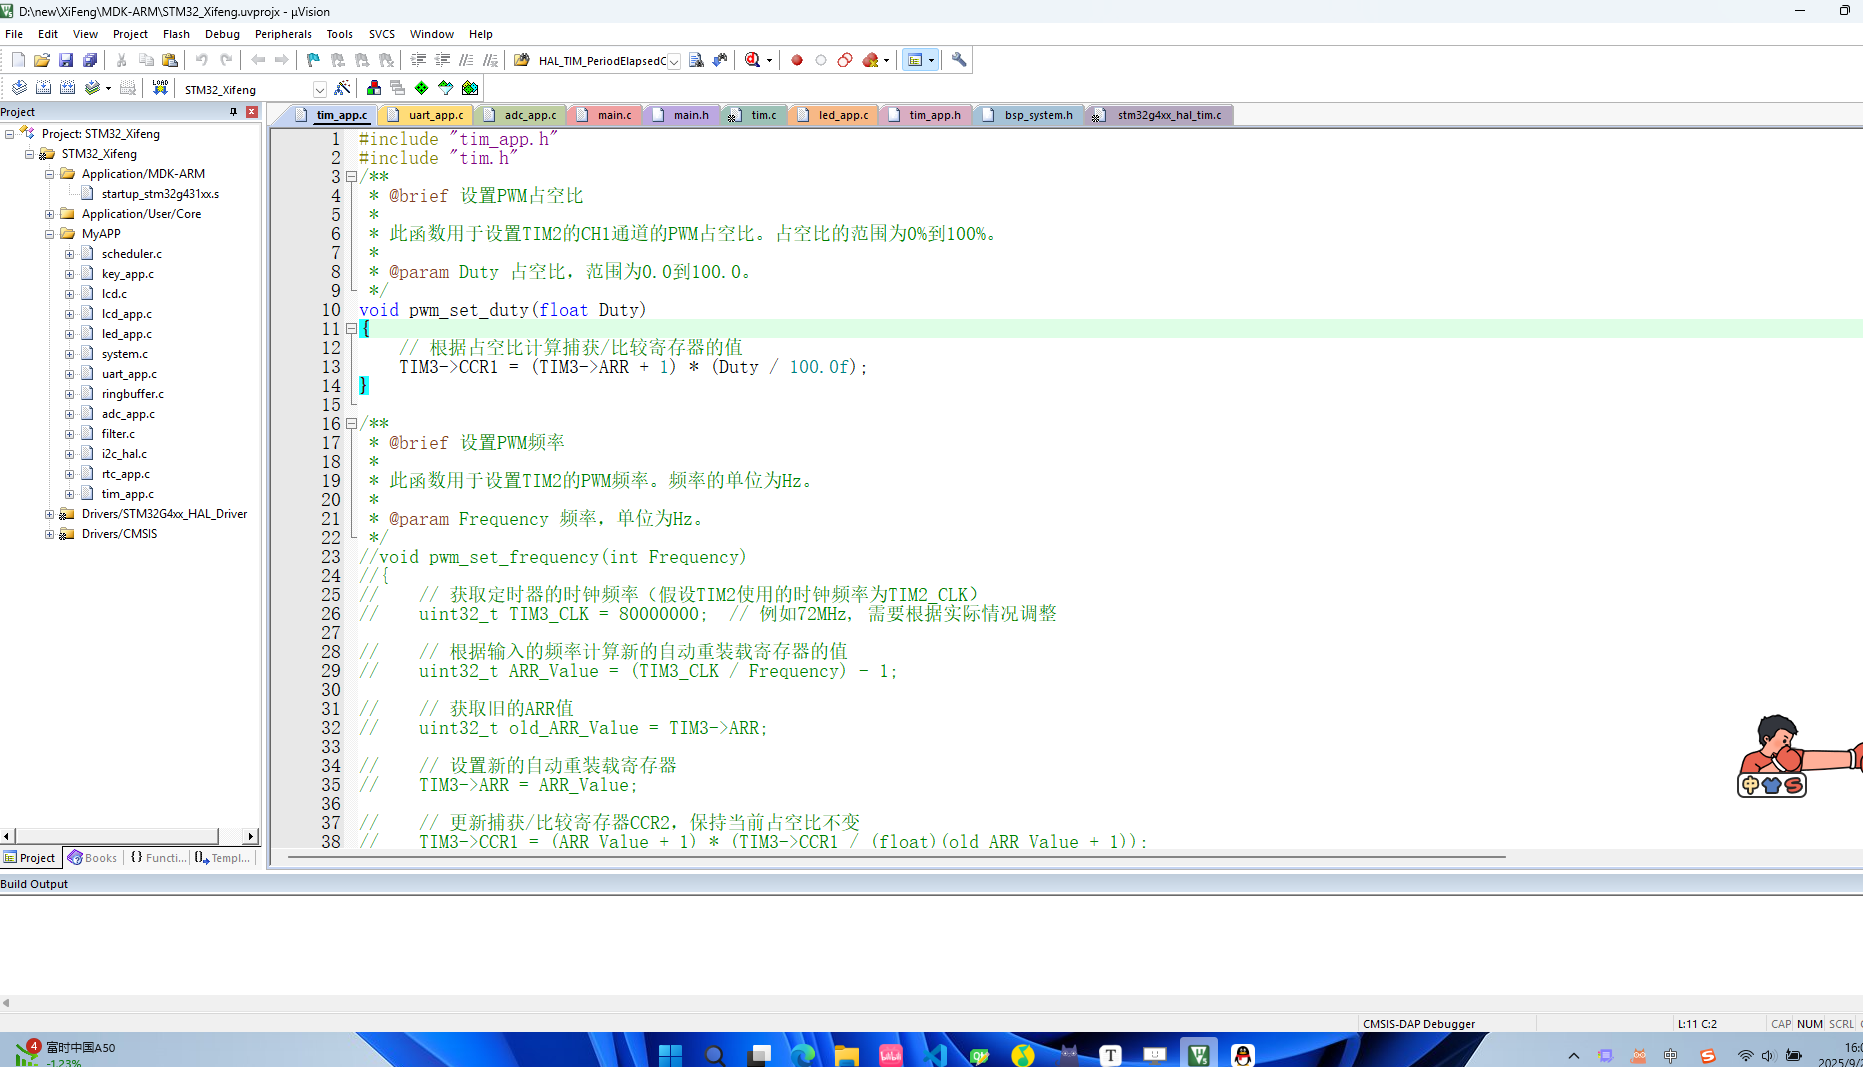 D:\new\XiFeng\MDK-ARM\STM32_Xifeng.uvprojx - µVision
File Edit View Project Flash Debug Peripherals Tools SVCS Window Help
HAL_TIM_PeriodElapsedC
LOAD
STM32_Xifeng
Project
tim_app.c uart_app.c adc_app.c main.c main.h tim.c led_app.c tim_app.h bsp_system.h stm32g4xx_hal_tim.c
Project: STM32_Xifeng
STM32_Xifeng
Application/MDK-ARM
startup_stm32g431xx.s
Application/User/Core
MyAPP
scheduler.c
key_app.c
lcd.c
lcd_app.c
led_app.c
system.c
uart_app.c
ringbuffer.c
adc_app.c
filter.c
i2c_hal.c
rtc_app.c
tim_app.c
Drivers/STM32G4xx_HAL_Driver
Drivers/CMSIS
Project Books {} Functi... Templ...
1 #include "tim_app.h"
2 #include "tim.h"
3 /**
4 * @brief 设置PWM占空比
5 *
6 * 此函数用于设置TIM2的CH1通道的PWM占空比。占空比的范围为0%到100%。
7 *
8 * @param Duty 占空比，范围为0.0到100.0。
9 */
10 void pwm_set_duty(float Duty)
11 {
12 // 根据占空比计算捕获/比较寄存器的值
13 TIM3->CCR1 = (TIM3->ARR + 1) * (Duty / 100.0f);
14 }
15
16 /**
17 * @brief 设置PWM频率
18 *
19 * 此函数用于设置TIM2的PWM频率。频率的单位为Hz。
20 *
21 * @param Frequency 频率，单位为Hz。
22 */
23 //void pwm_set_frequency(int Frequency)
24 //{
25 // // 获取定时器的时钟频率（假设TIM2使用的时钟频率为TIM2_CLK）
26 // uint32_t TIM3_CLK = 80000000; // 例如72MHz, 需要根据实际情况调整
27
28 // // 根据输入的频率计算新的自动重装载寄存器的值
29 // uint32_t ARR_Value = (TIM3_CLK / Frequency) - 1;
30
31 // // 获取旧的ARR值
32 // uint32_t old_ARR_Value = TIM3->ARR;
33
34 // // 设置新的自动重装载寄存器
35 // TIM3->ARR = ARR_Value;
36
37 // // 更新捕获/比较寄存器CCR2，保持当前占空比不变
38 // TIM3->CCR1 = (ARR_Value + 1) * (TIM3->CCR1 / (float)(old_ARR_Value + 1));
中 S
Build Output
CMSIS-DAP Debugger L:11 C:2 CAP NUM SCRL
4 富时中国A50
-1.23%
T
中
S
16:0
2025/9/